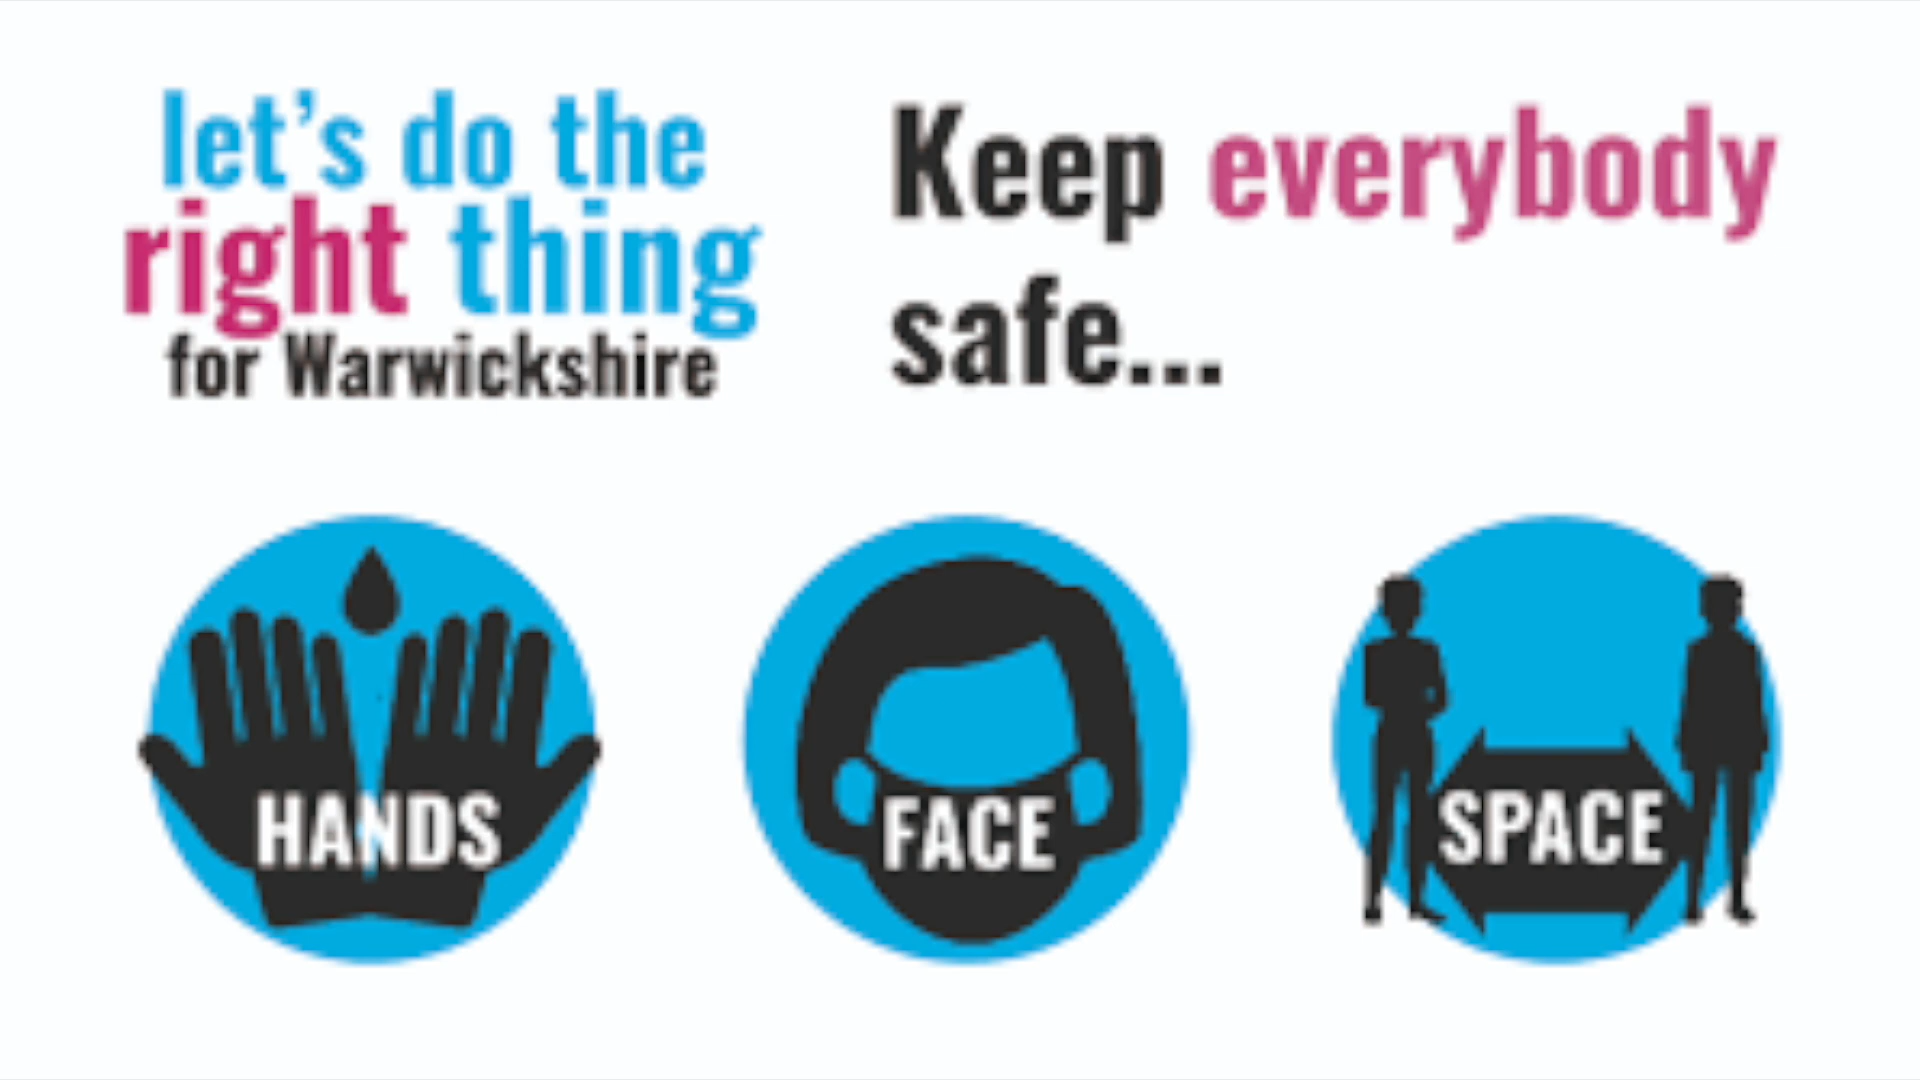 let's do the
right thing
for Warwickshire
Keep everybody
safe...
HANDS
FACE
SPACE